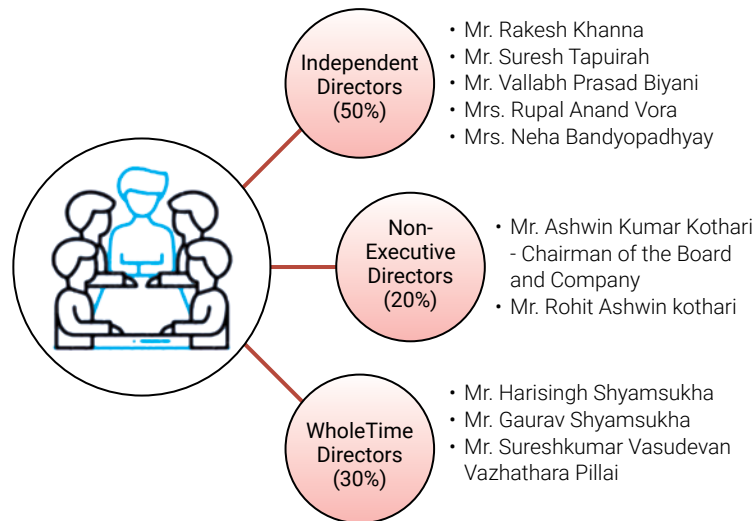 Independent
Directors
(50%)
• Mr. Rakesh Khanna
• Mr. Suresh Tapuirah
• Mr. Vallabh Prasad Biyani
• Mrs. Rupal Anand Vora
• Mrs. Neha Bandyopadhyay
Non-
Executive
Directors
(20%)
• Mr. Ashwin Kumar Kothari
- Chairman of the Board
and Company
• Mr. Rohit Ashwin kothari
WholeTime
Directors
(30%)
• Mr. Harisingh Shyamsukha
• Mr. Gaurav Shyamsukha
• Mr. Sureshkumar Vasudevan
Vazhathara Pillai